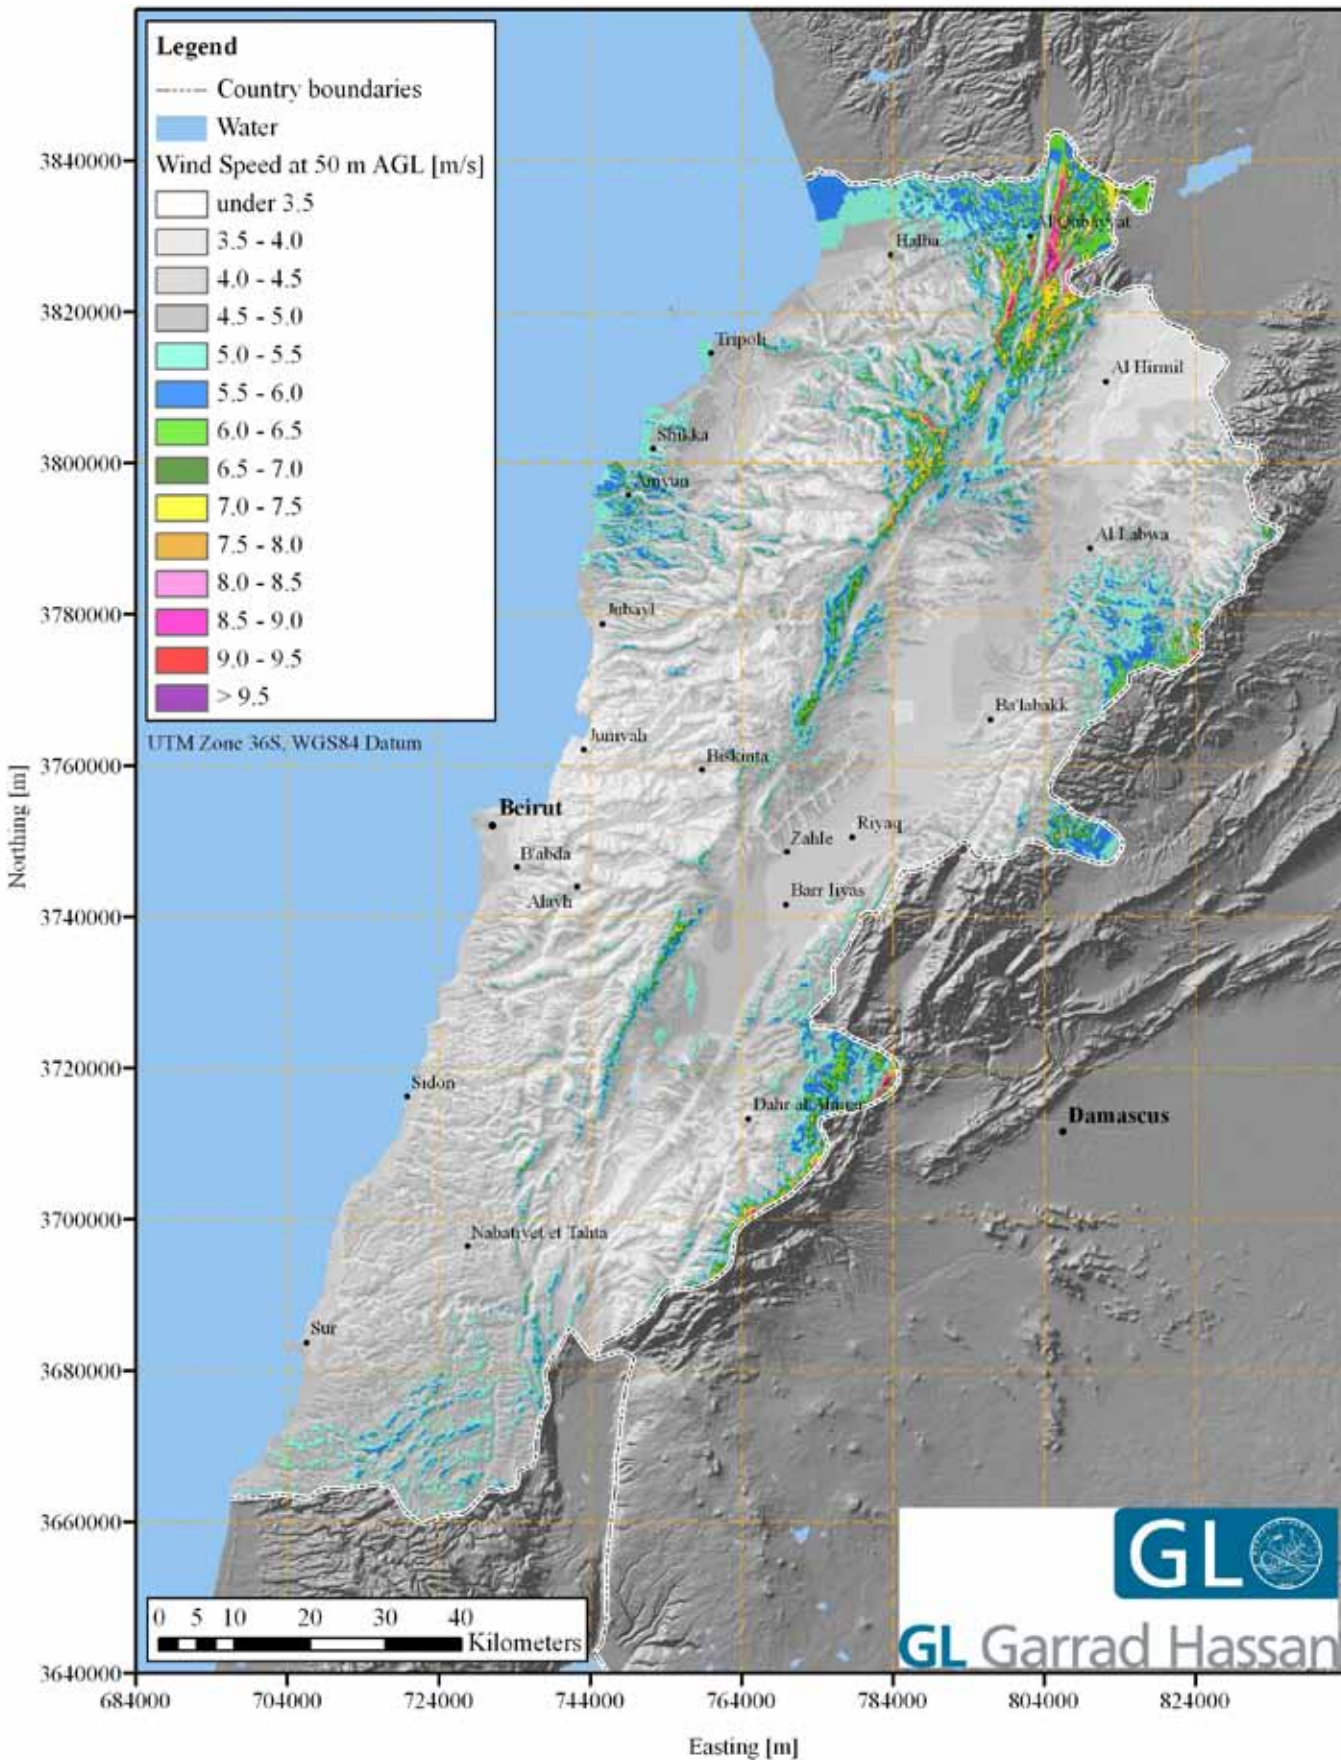 Legend
Country boundaries
Water
Wind Speed at 50 m AGL [m/s]
under 3.5
3.5 - 4.0
4.0 - 4.5
4.5 - 5.0
5.0 - 5.5
5.5 - 6.0
6.0 - 6.5
6.5 - 7.0
7.0 - 7.5
7.5 - 8.0
8.0 - 8.5
8.5 - 9.0
9.0 - 9.5
> 9.5
UTM Zone 36S, WGS84 Datum
3840000
3820000
3800000
3780000
3760000
3740000
3720000
3700000
3680000
3660000
3640000
Northing [m]
Al Qubayyat
Halba
Tripoli
Al Hirmil
Shikka
Amyun
Al Labwa
Jubayl
Ba'labakk
Juniyah
Biskinta
Beirut
Zahle
Riyaq
B'abda
Alayh
Barr Iiyas
Sidon
Dahr al
Damascus
Nabatiyet et Tahta
Sur
0 5 10 20 30 40
Kilometers
GL
GL Garrad Hassan
684000 704000 724000 744000 764000 784000 804000 824000
Easting [m]